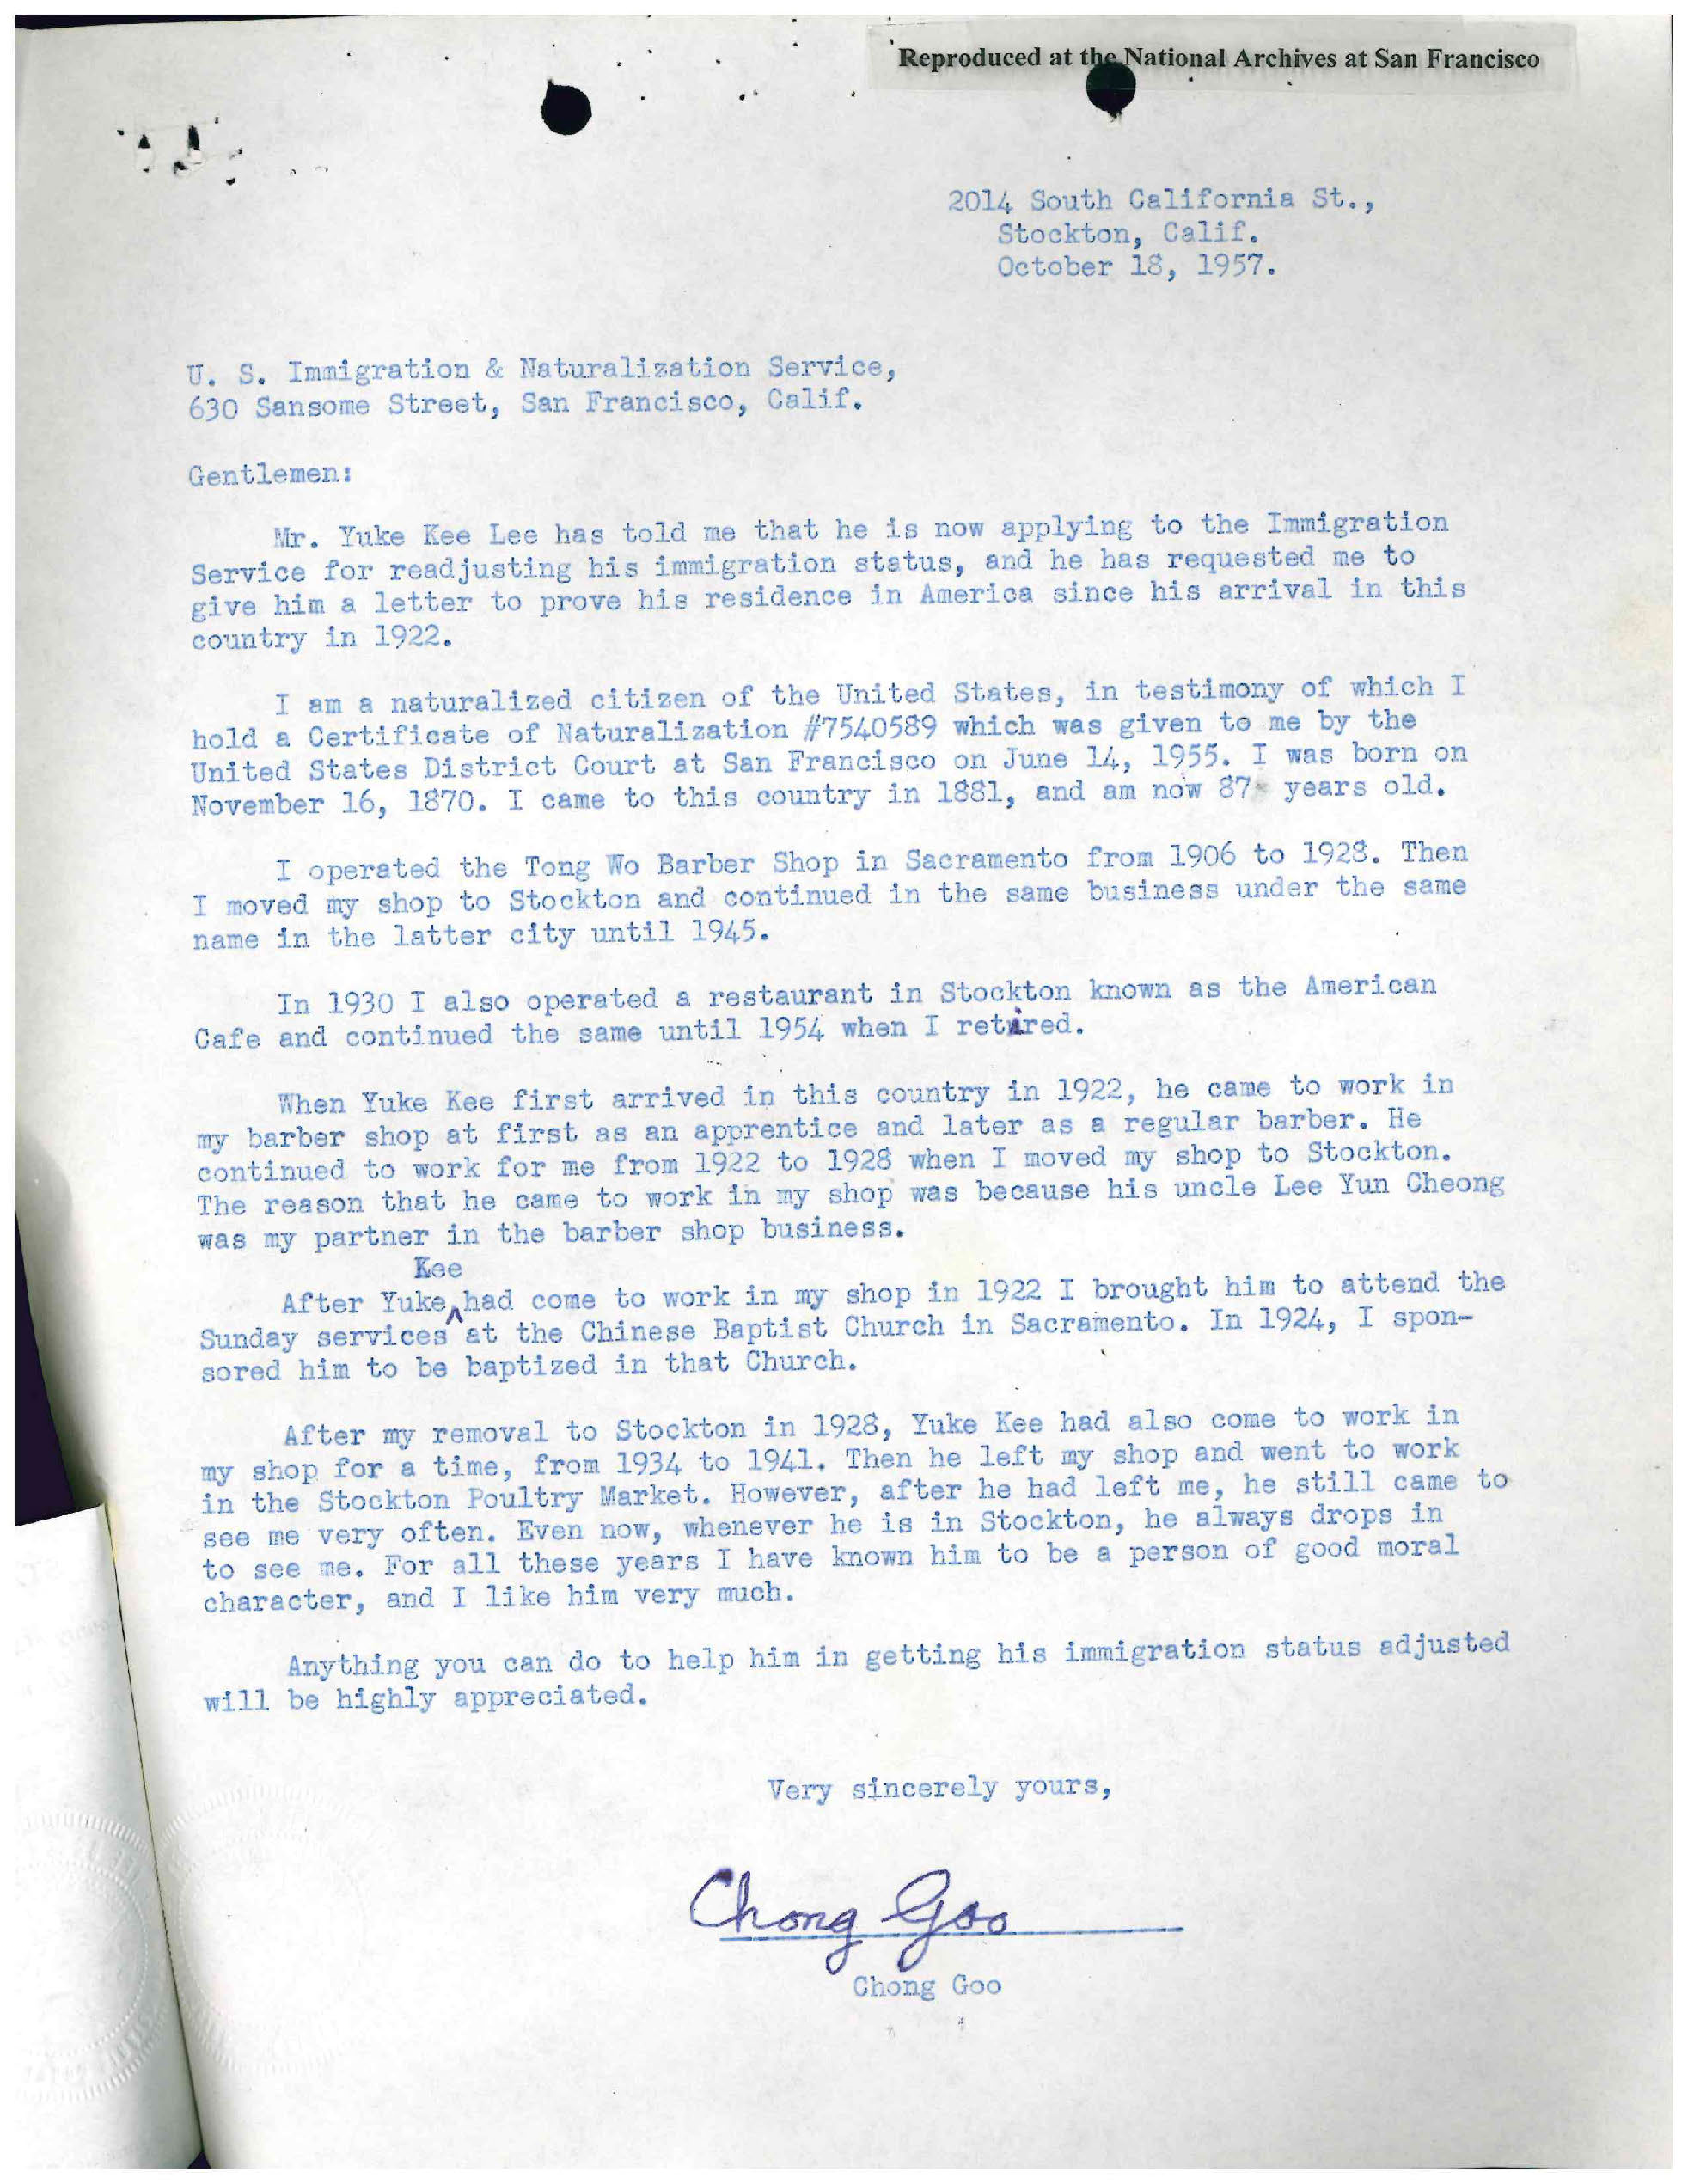 Reproduced at the National Archives at San Francisco
2014 South California St.,
Stockton, Calif.
October 18, 1957.
U. S. Immigration & Naturalization Service,
630 Sansome Street, San Francisco, Calif.
Gentlemen:
Mr. Yuke Kee Lee has told me that he is now applying to the Immigration
Service for readjusting his immigration status, and he has requested me to
give him a letter to prove his residence in America since his arrival in this
country in 1922.
I am a naturalized citizen of the United States, in testimony of which I
hold a Certificate of Naturalization #7540589 which was given to me by the
United States District Court at San Francisco on June 14, 1955. I was born on
November 16, 1870. I came to this country in 1881, and am now 87 years old.
I operated the Tong Wo Barber Shop in Sacramento from 1906 to 1928. Then
I moved my shop to Stockton and continued in the same business under the same
name in the latter city until 1945.
In 1930 I also operated a restaurant in Stockton known as the American
Cafe and continued the same until 1954 when I retired.
When Yuke Kee first arrived in this country in 1922, he came to work in
my barber shop at first as an apprentice and later as a regular barber. He
continued to work for me from 1922 to 1928 when I moved my shop to Stockton.
The reason that he came to work in my shop was because his uncle Lee Yun Cheong
was my partner in the barber shop business.
Kee
After Yuke had come to work in my shop in 1922 I brought him to attend the
Sunday services at the Chinese Baptist Church in Sacramento. In 1924, I spon-
sored him to be baptized in that Church.
After my removal to Stockton in 1928, Yuke Kee had also come to work in
my shop for a time, from 1934 to 1941. Then he left my shop and went to work
in the Stockton Poultry Market. However, after he had left me, he still came to
see me very often. Even now, whenever he is in Stockton, he always drops in
to see me. For all these years I have known him to be a person of good moral
character, and I like him very much.
Anything you can do to help him in getting his immigration status adjusted
will be highly appreciated.
Very sincerely yours,
Chong Goo
Chong Goo